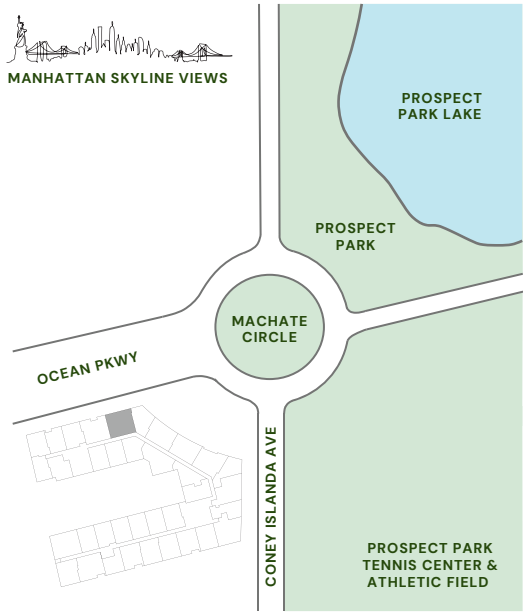 MANHATTAN SKYLINE VIEWS
PROSPECT
PARK LAKE
PROSPECT
PARK
MACHATE
CIRCLE
OCEAN PKWY
CONEY ISLANDA AVE
PROSPECT PARK
TENNIS CENTER &
ATHLETIC FIELD